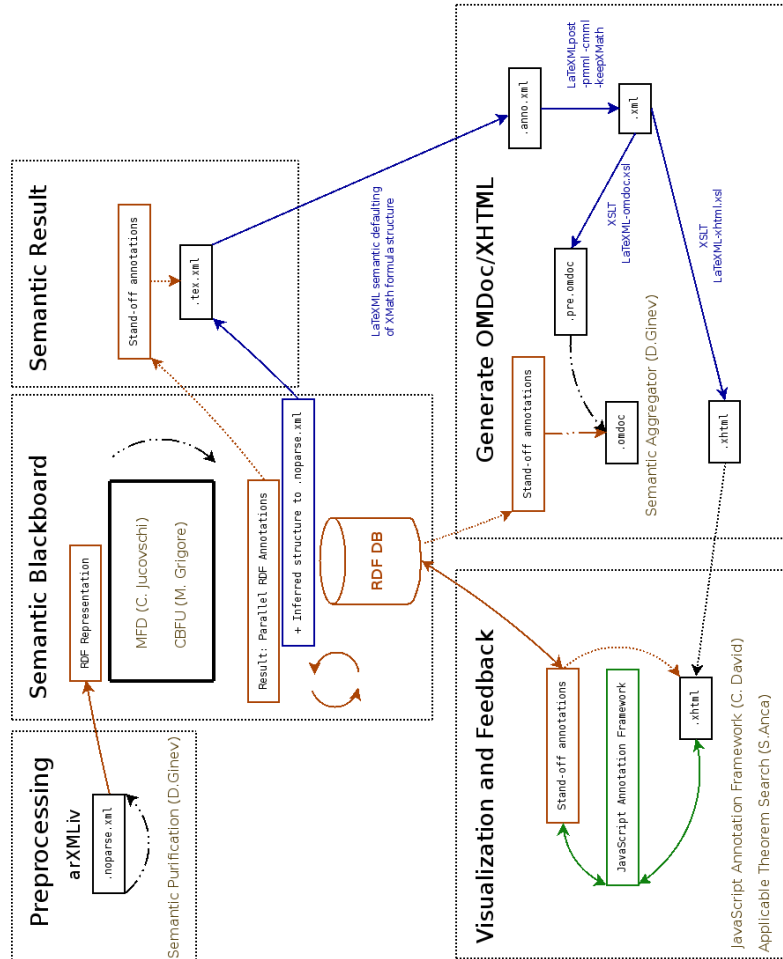 Preprocessing
arXMLiv
.noparse.xml
Semantic Purification (D.Ginev)
Semantic Blackboard
RDF Representation
MFD (C. Jucovschi)
CBFU (M. Grigore)
Result: Parallel RDF Annotations
+ Inferred structure to .noparse.xml
RDF DB
Semantic Result
Stand-off annotations
.tex.xml
LaTeXML semantic defaulting
of XMath formula structure
Visualization and Feedback
Stand-off annotations
JavaScript Annotation Framework
.xhtml
JavaScript Annotation Framework (C. David)
Applicable Theorem Search (S.Anca)
Generate OMDoc/XHTML
Stand-off annotations
.omdoc
Semantic Aggregator (D.Ginev)
.pre.omdoc
.anno.xml
LaTeXMLpost
-pmml -cmml
-keepXMath
.xml
XSLT
LaTeXML-omdoc.xsl
XSLT
LaTeXML-xhtml.xsl
.xhtml